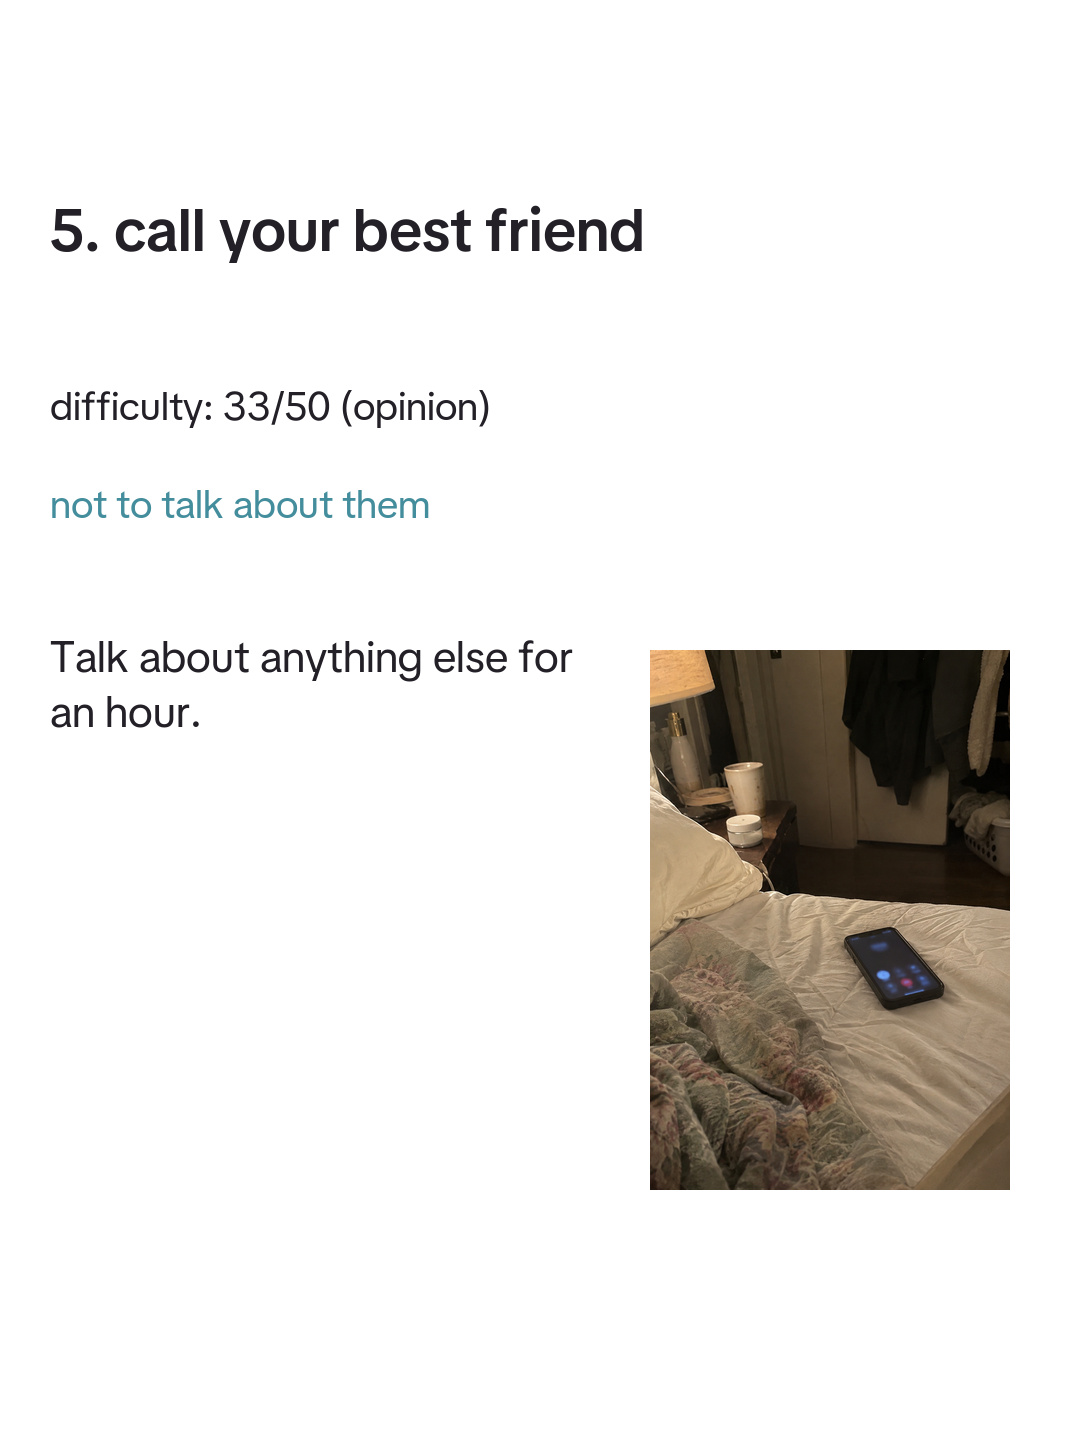 5. call your best friend
difficulty: 33/50 (opinion)
not to talk about them
Talk about anything else for
an hour.